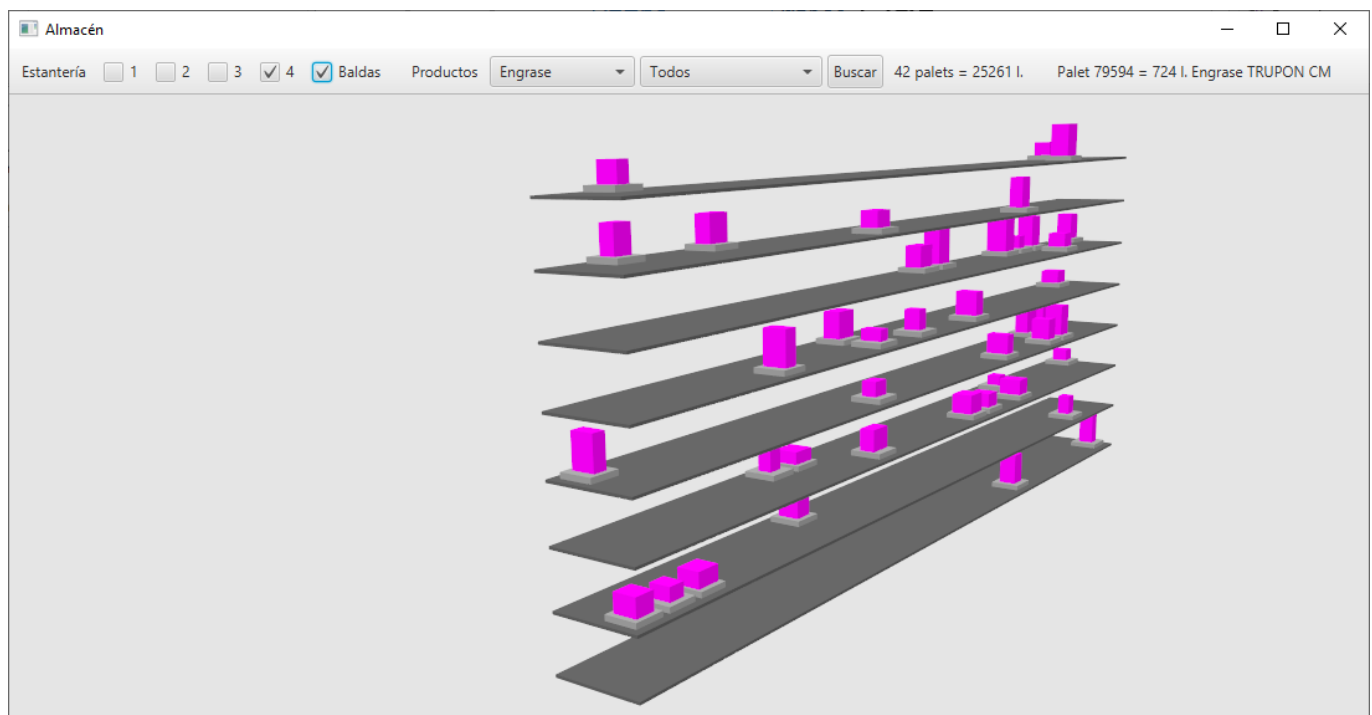 Almacén
Estantería 1 2 3 4 Baldas Productos Engrase Todos Buscar 42 palets = 25261 l. Palet 79594 = 724 l. Engrase TRUPON CM